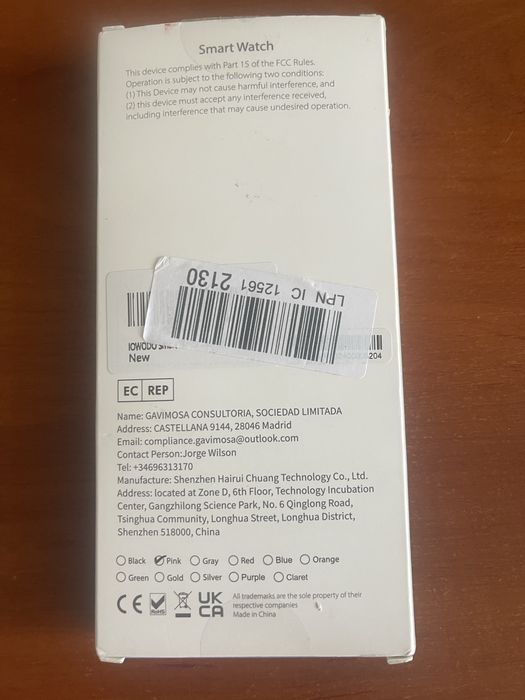 Smart Watch
This device complies with Part 15 of the FCC Rules.
Operation is subject to the following two conditions:
(1) This Device may not cause harmful interference, and
(2) this device must accept any interference received,
including interference that may cause undesired operation.
LPN IC 12561 2130
IOWODO
New
204
EC REP
Name: GAVIMOSA CONSULTORIA, SOCIEDAD LIMITADA
Address: CASTELLANA 9144, 28046 Madrid
Email: compliance.gavimosa@outlook.com
Contact Person:Jorge Wilson
Tel: +34696313170
Manufacture: Shenzhen Hairui Chuang Technology Co., Ltd.
Address: located at Zone D, 6th Floor, Technology Incubation
Center, Gangzhilong Science Park, No. 6 Qinglong Road,
Tsinghua Community, Longhua Street, Longhua District,
Shenzhen 518000, China
Black Pink Gray Red Blue Orange
Green Gold Silver Purple Claret
CE RoHS UK CA
All trademarks are the sole property of their
respective companies
Made in China